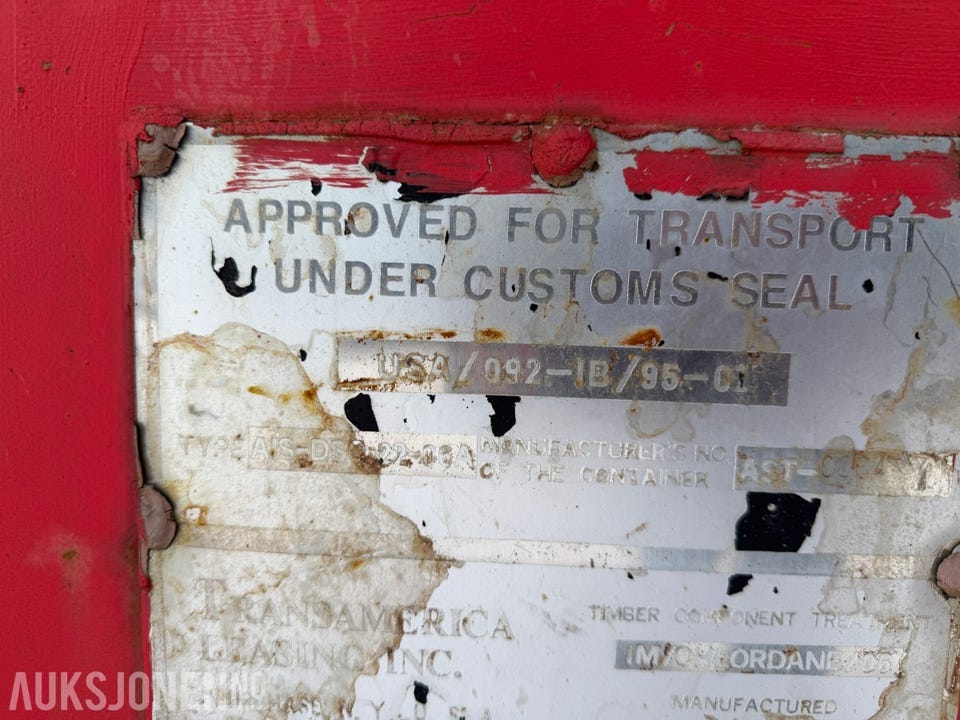 APPROVED FOR TRANSPORT
UNDER CUSTOMS SEAL
USA/092-IB/95-01
TYPE
MANUFACTURER'S NO.
OF THE CONTAINER
TRANSAMERICA
LEASING, INC.
TIMBER COMPONENT TREATMENT
MANUFACTURED
AUKSJONEN.NO